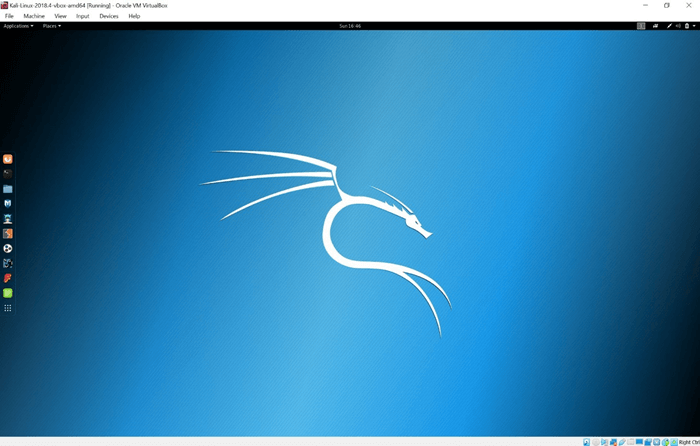 Kali-Linux-2018.4-vbox-amd64 [Running] - Oracle VM VirtualBox
File Machine View Input Devices Help
Applications ▾ Places ▾ Sun 16:46
Right Ctrl